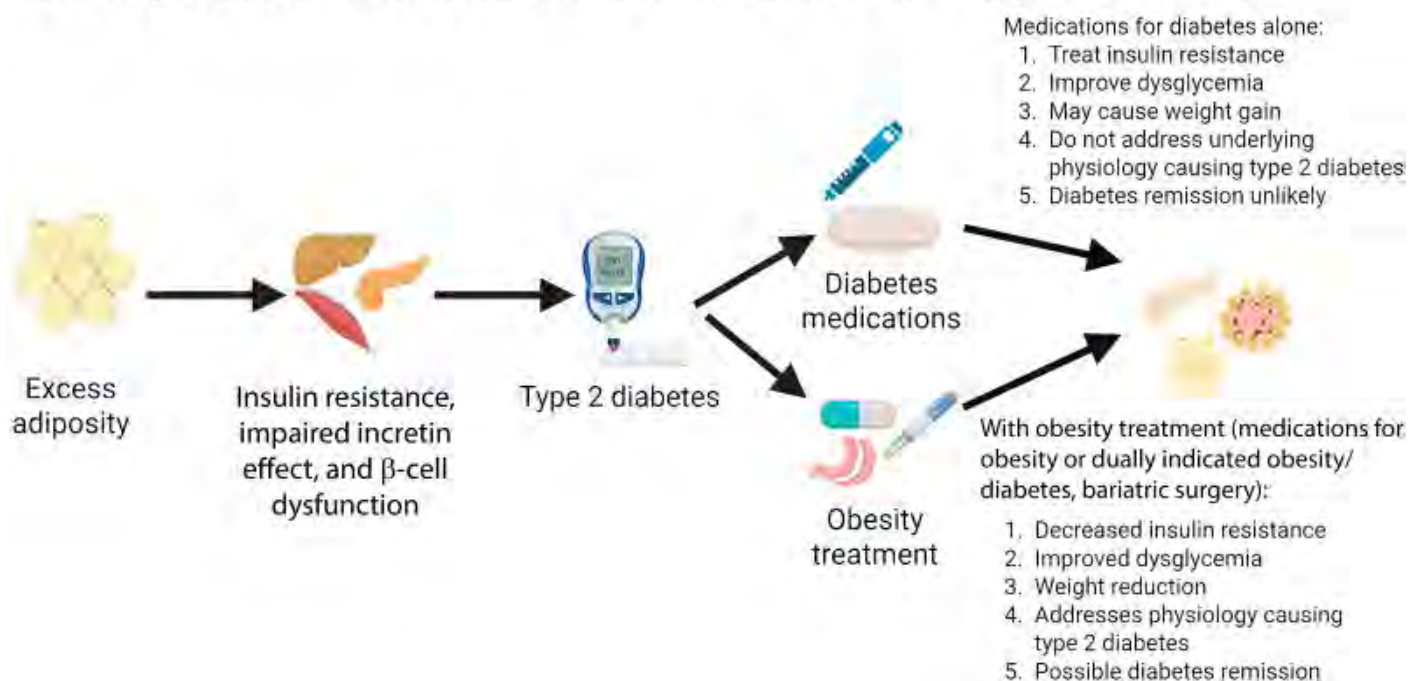 Medications for diabetes alone:
1. Treat insulin resistance
2. Improve dysglycemia
3. May cause weight gain
4. Do not address underlying
physiology causing type 2 diabetes
5. Diabetes remission unlikely
Excess
adiposity
Insulin resistance,
impaired incretin
effect, and β-cell
dysfunction
Type 2 diabetes
Diabetes
medications
Obesity
treatment
With obesity treatment (medications for
obesity or dually indicated obesity/
diabetes, bariatric surgery):
1. Decreased insulin resistance
2. Improved dysglycemia
3. Weight reduction
4. Addresses physiology causing
type 2 diabetes
5. Possible diabetes remission